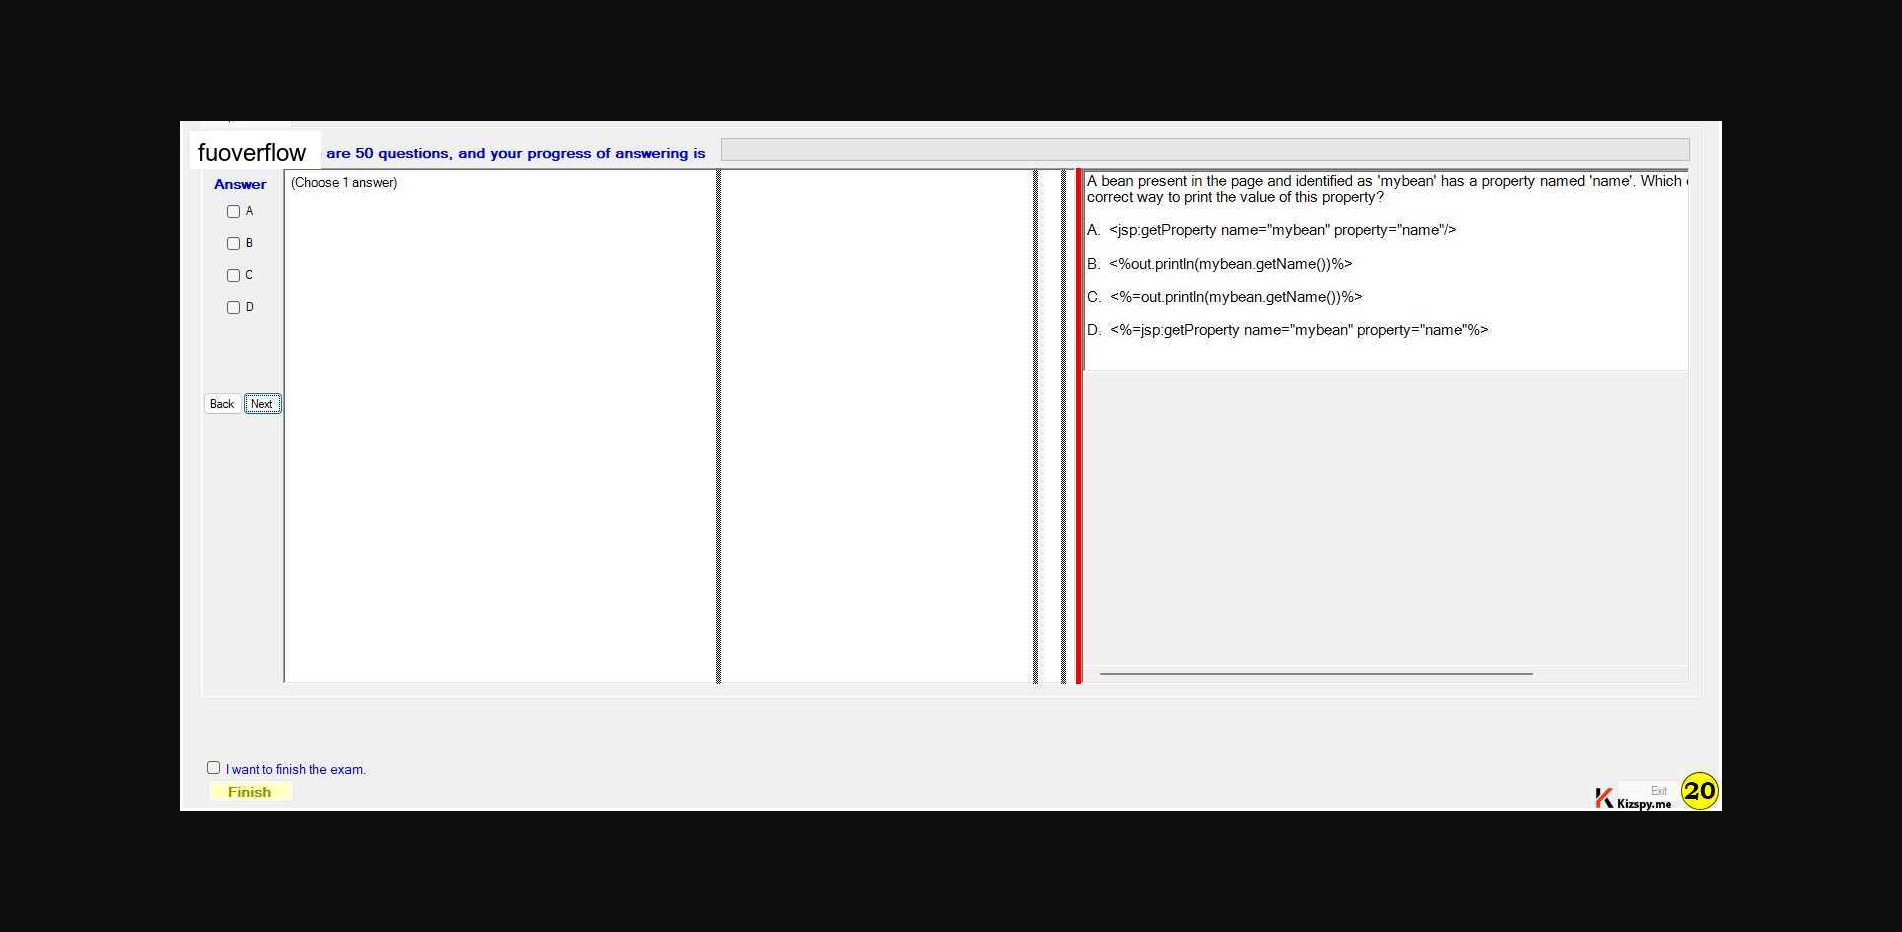 fuoverflow are 50 questions, and your progress of answering is
Answer
(Choose 1 answer)
A
B
C
D
Back Next
A bean present in the page and identified as 'mybean' has a property named 'name'. Which
correct way to print the value of this property?
A. <jsp:getProperty name="mybean" property="name"/>
B. <%out.println(mybean.getName())%>
C. <%=out.println(mybean.getName())%>
D. <%=jsp:getProperty name="mybean" property="name"%>
I want to finish the exam.
Finish
Exit
Kizspy.me
20